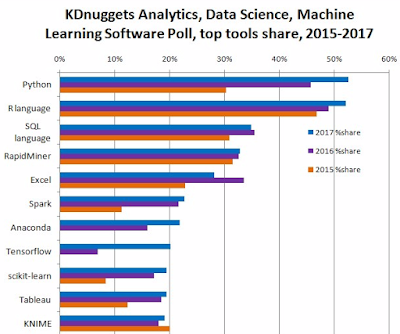 KDnuggets Analytics, Data Science, Machine
Learning Software Poll, top tools share, 2015-2017
0% 10% 20% 30% 40% 50% 60%
Python
R language
SQL
language
RapidMiner
Excel
Spark
Anaconda
Tensorflow
scikit-learn
Tableau
KNIME
2017 %share
2016 %share
2015 %share